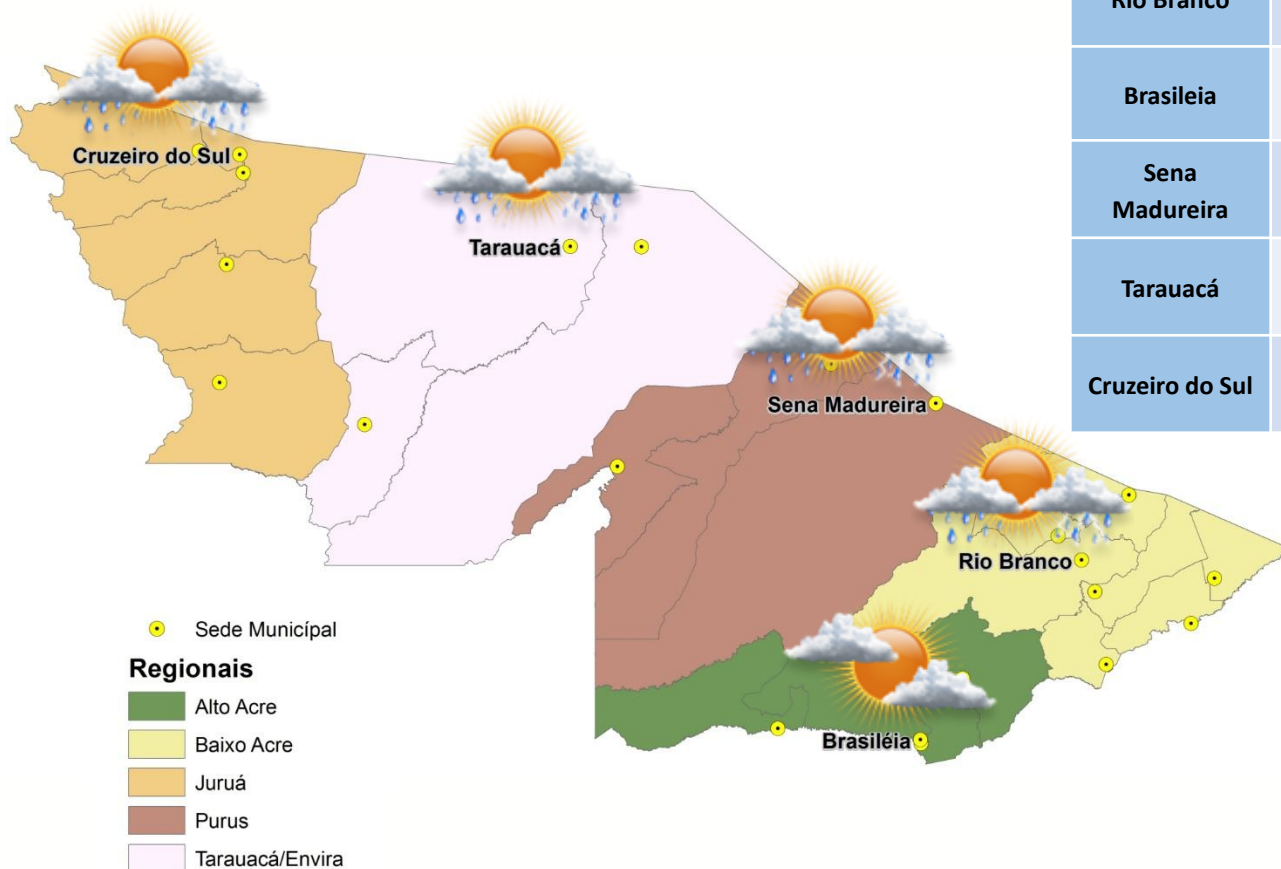 Rio Branco
Brasileia
Sena
Madureira
Tarauacá
Cruzeiro do Sul
Cruzeiro do Sul
Tarauacá
Sena Madureira
Rio Branco
Brasiléia
Sede Municípal
Regionais
Alto Acre
Baixo Acre
Juruá
Purus
Tarauacá/Envira